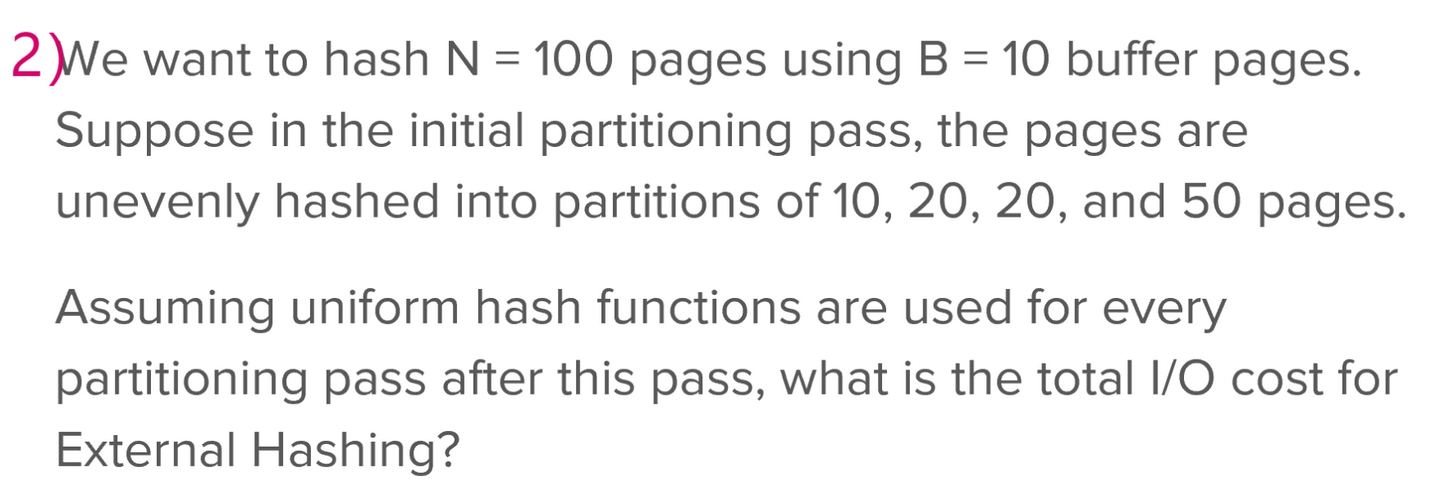 2)We want to hash N = 100 pages using B = 10 buffer pages.
Suppose in the initial partitioning pass, the pages are
unevenly hashed into partitions of 10, 20, 20, and 50 pages.
Assuming uniform hash functions are used for every
partitioning pass after this pass, what is the total I/O cost for
External Hashing?